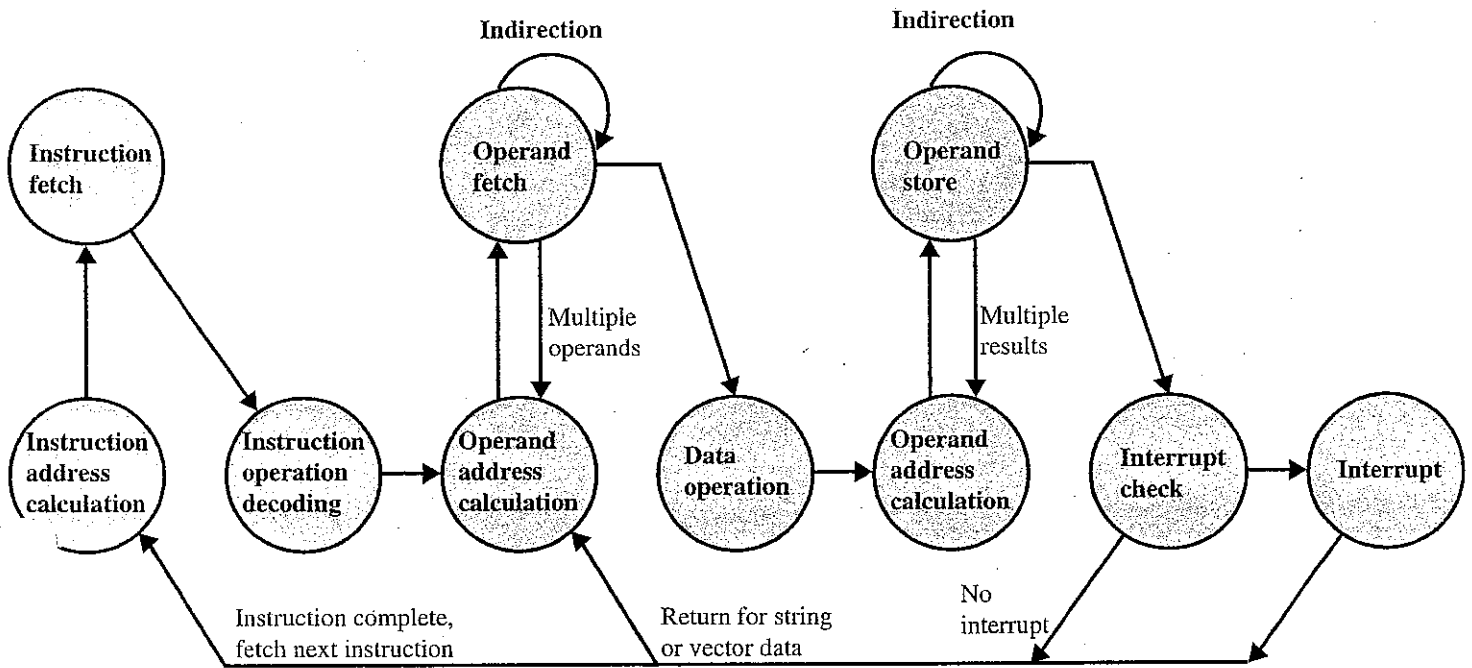 Indirection
Indirection
Instruction
fetch
Operand
fetch
Operand
store
Multiple
operands
Multiple
results
Instruction
address
calculation
Instruction
operation
decoding
Operand
address
calculation
Data
operation
Operand
address
calculation
Interrupt
check
Interrupt
Instruction complete,
fetch next instruction
Return for string
or vector data
No
interrupt